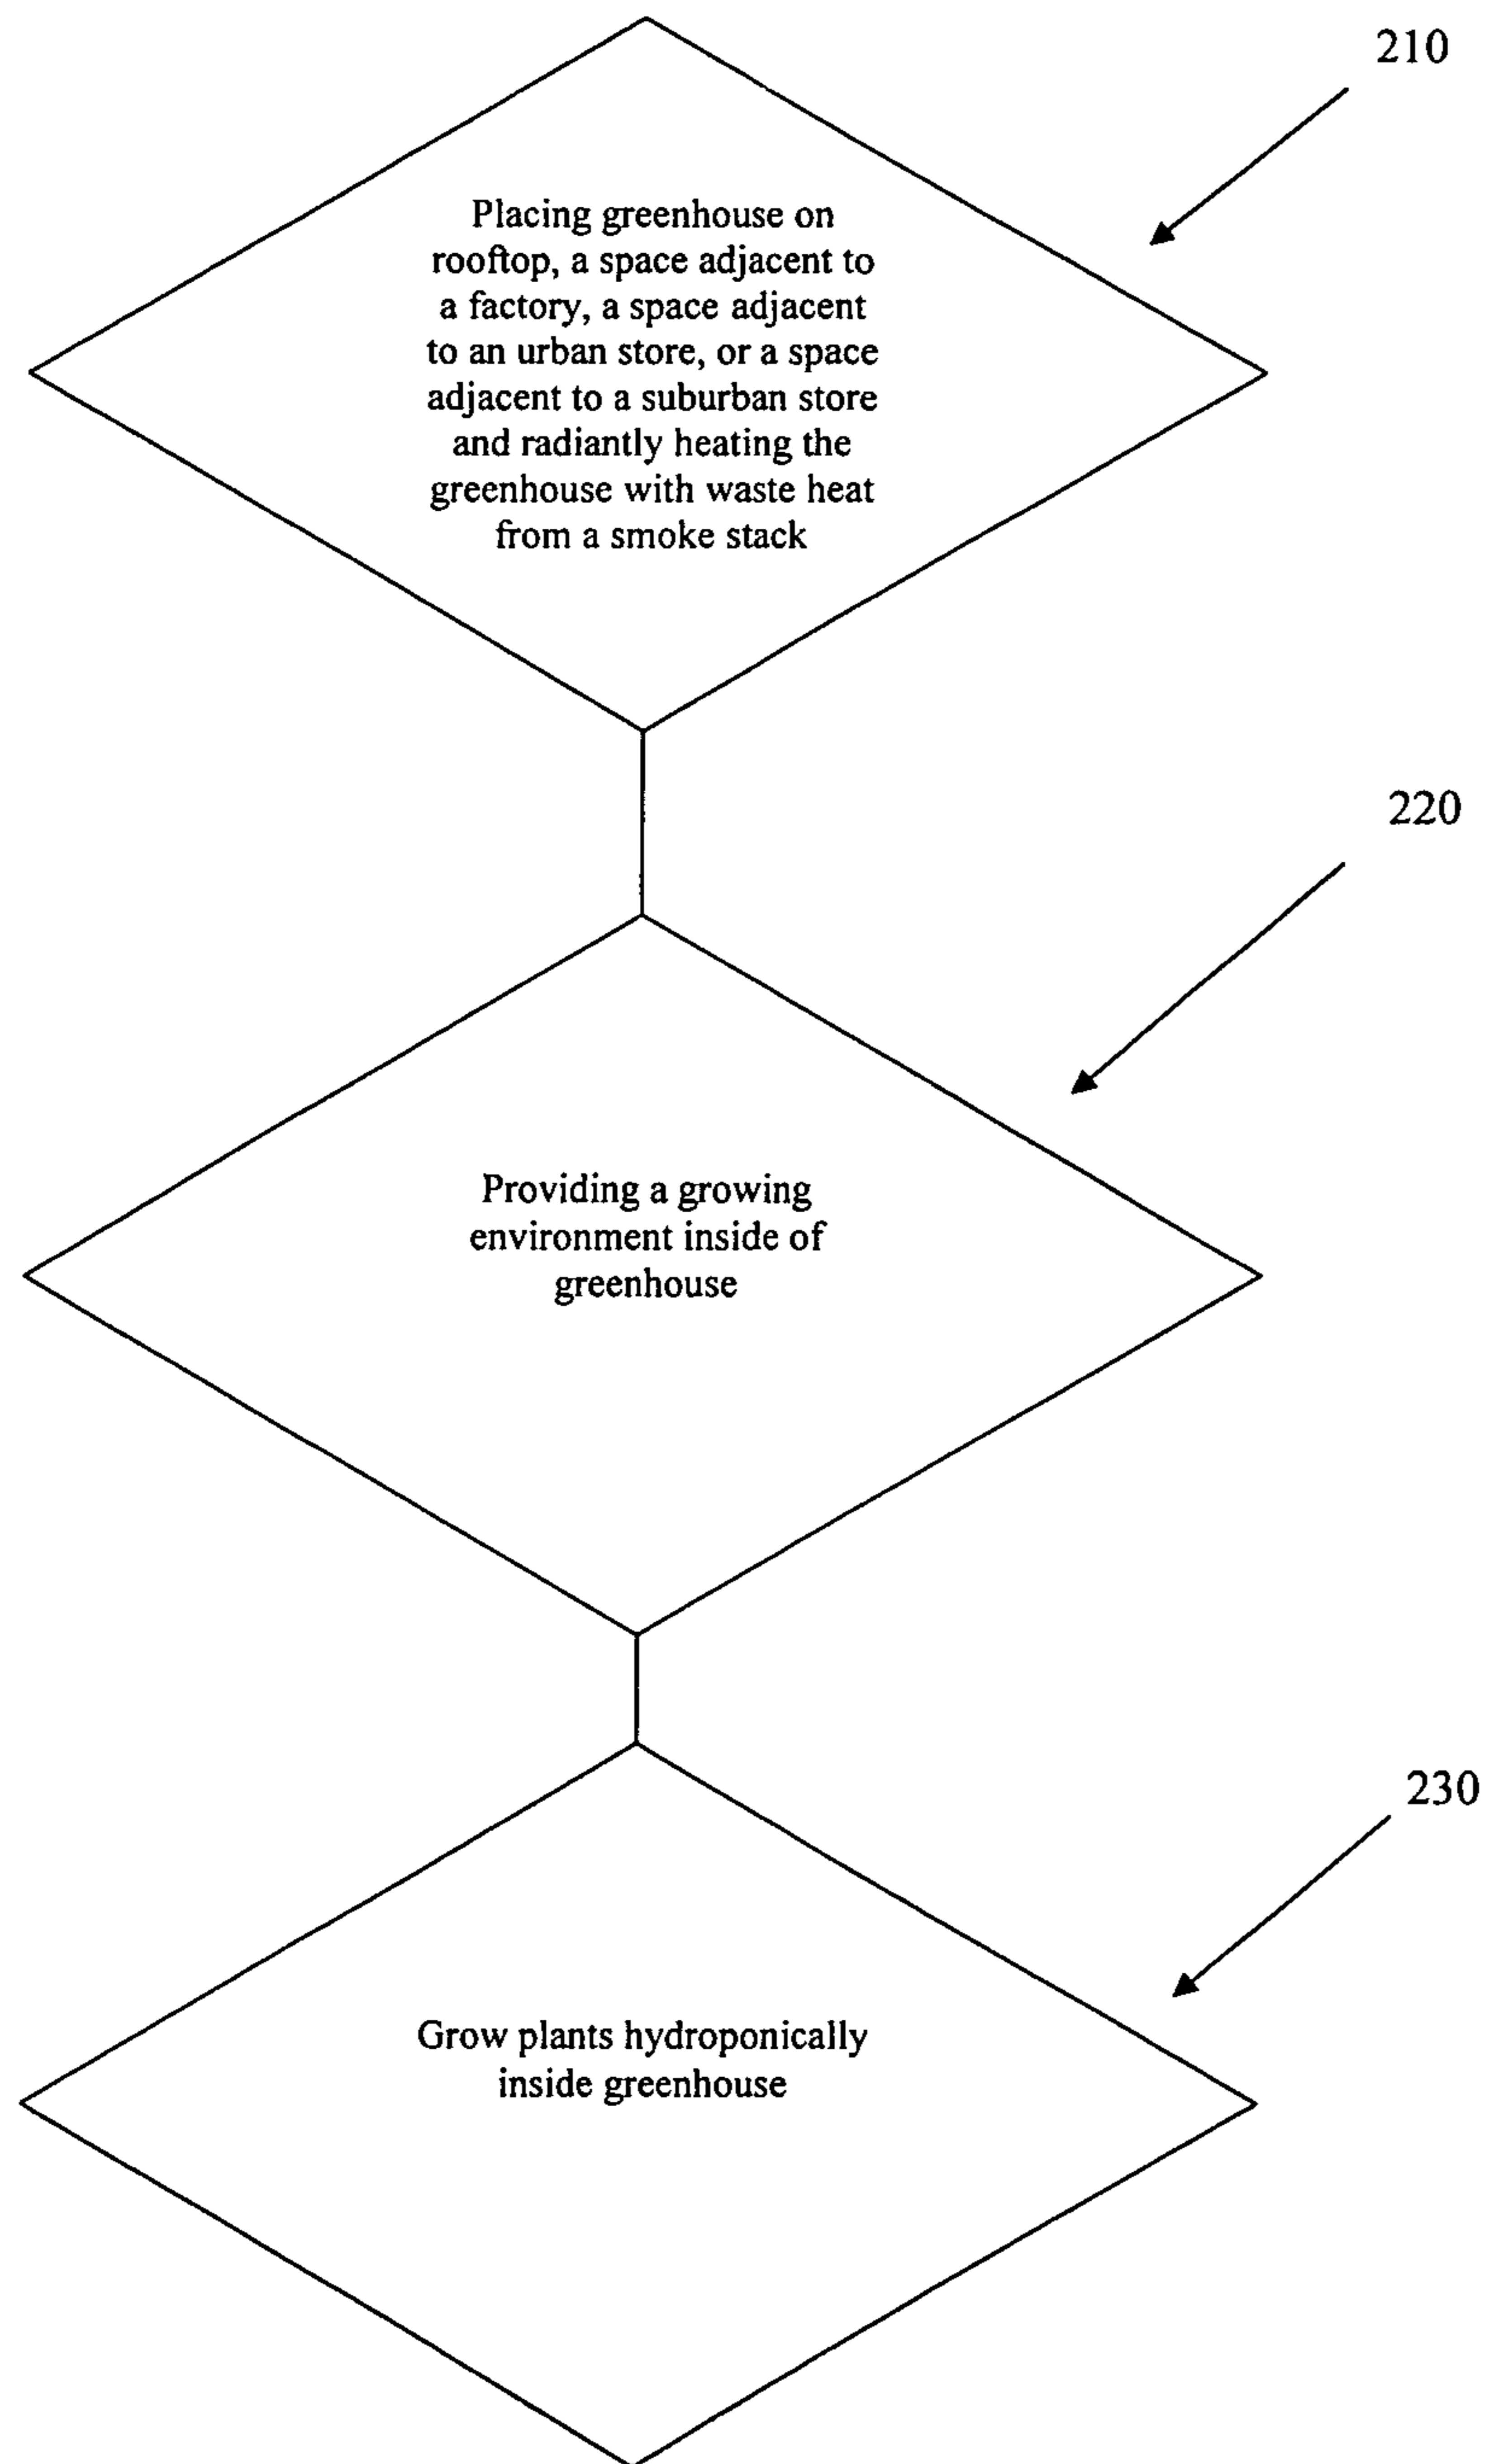 210
Placing greenhouse on
rooftop, a space adjacent to
a factory, a space adjacent
to an urban store, or a space
adjacent to a suburban store
and radiantly heating the
greenhouse with waste heat
from a smoke stack
220
Providing a growing
environment inside of
greenhouse
230
Grow plants hydroponically
inside greenhouse